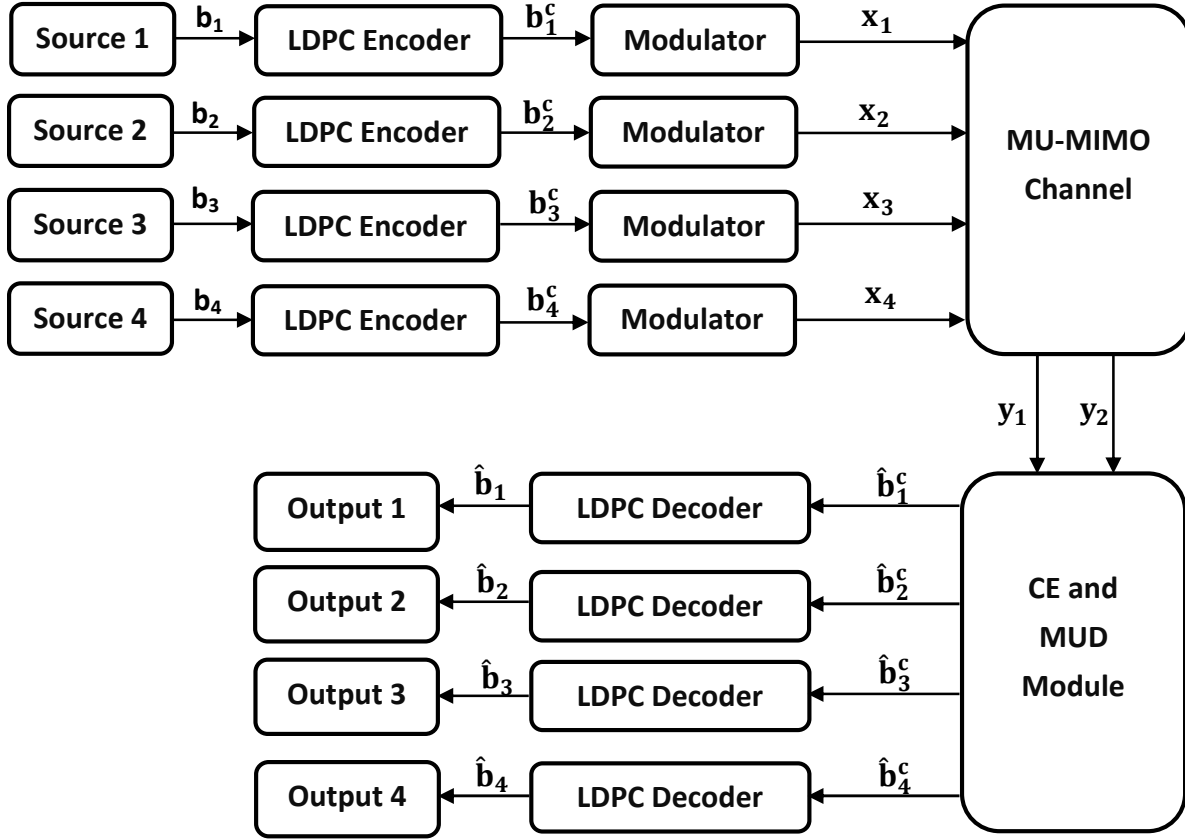 Source 1 b₁ LDPC Encoder b₁ᶜ Modulator x₁
Source 2 b₂ LDPC Encoder b₂ᶜ Modulator x₂
Source 3 b₃ LDPC Encoder b₃ᶜ Modulator x₃
Source 4 b₄ LDPC Encoder b₄ᶜ Modulator x₄
MU-MIMO
Channel
y₁ y₂
Output 1 b̂₁ LDPC Decoder b̂₁ᶜ
Output 2 b̂₂ LDPC Decoder b̂₂ᶜ
Output 3 b̂₃ LDPC Decoder b̂₃ᶜ
Output 4 b̂₄ LDPC Decoder b̂₄ᶜ
CE and
MUD
Module